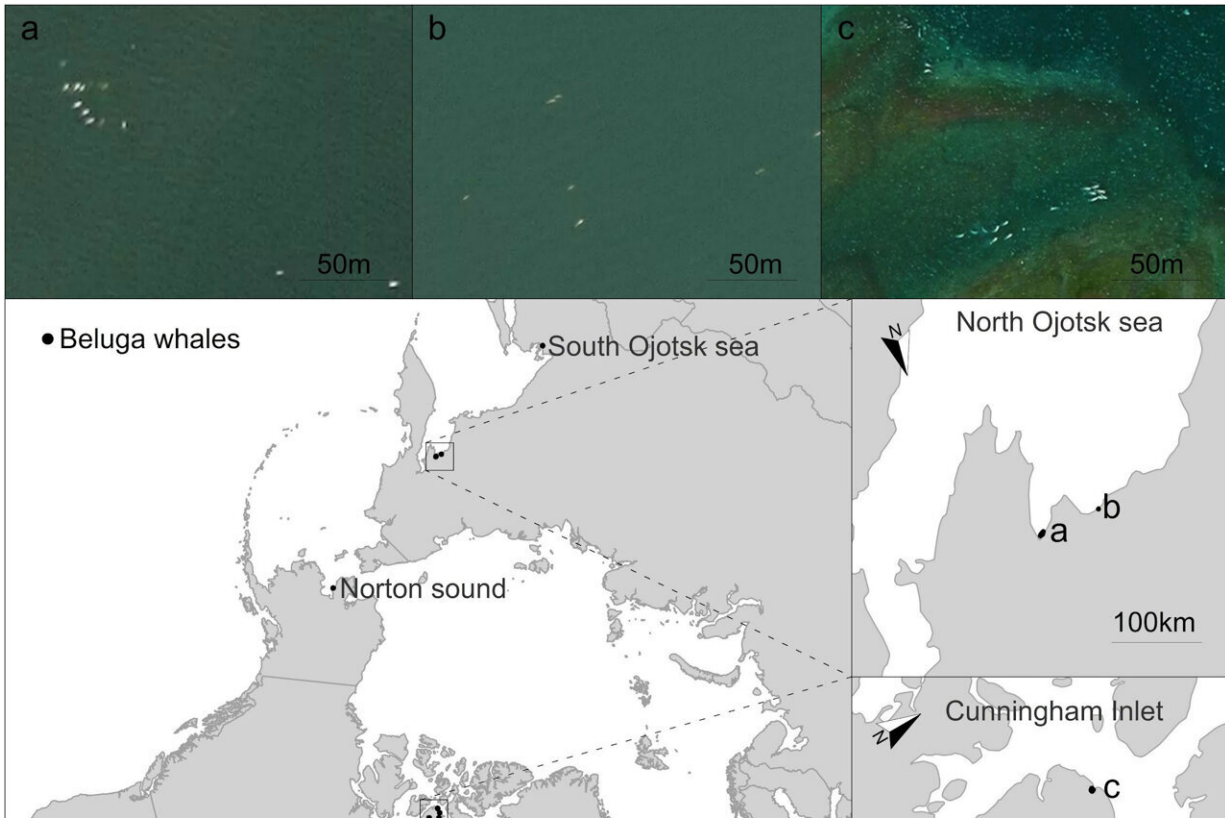 a
b
c
50m
50m
50m
Beluga whales
South Ojotsk sea
Norton sound
N
North Ojotsk sea
a
b
100km
N
Cunningham Inlet
c